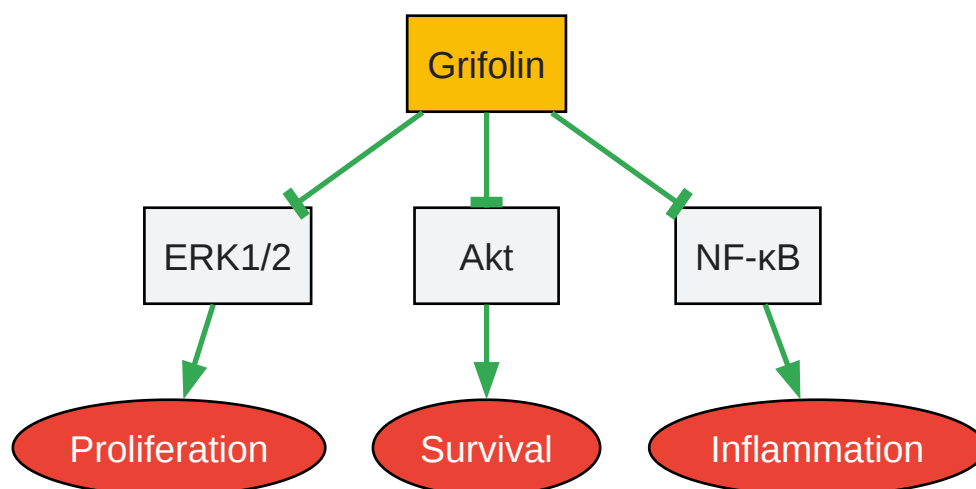 Grifolin
ERK1/2
Akt
NF-κB
Proliferation
Survival
Inflammation